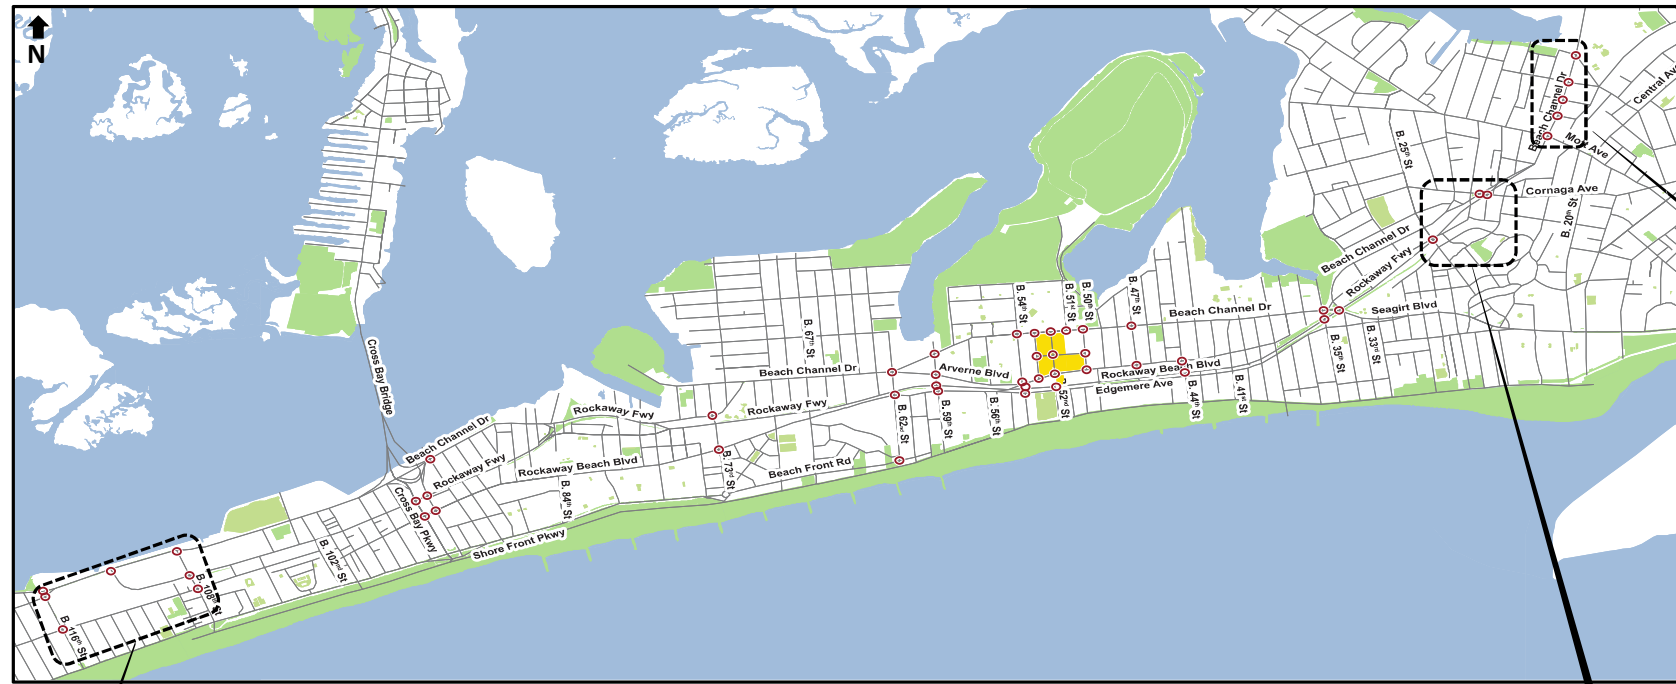 N
Central Av
Beach Channel Dr
Mott Ave
B. 25th St
Cornaga Ave
B. 20th St
Beach Channel Dr
Rockaway Fwy
Seagirt Blvd
B. 54th St
B. 51st St
B. 50th St
B. 47th St
Beach Channel Dr
B. 35th St
B. 33rd St
B. 67th St
Cross Bay Bridge
Beach Channel Dr
Arverne Blvd
Rockaway Beach Blvd
Edgemere Ave
B. 44th St
B. 41st St
52nd St
B. 56th St
B. 59th St
B. 62nd St
Rockaway Fwy
Rockaway Fwy
Beach Channel Dr
Rockaway Fwy
Rockaway Beach Blvd
Beach Front Rd
B. 73rd St
B. 84th St
Cross Bay Pkwy
Shore Front Pkwy
B. 102nd St
B. 108th St
B. 116th St